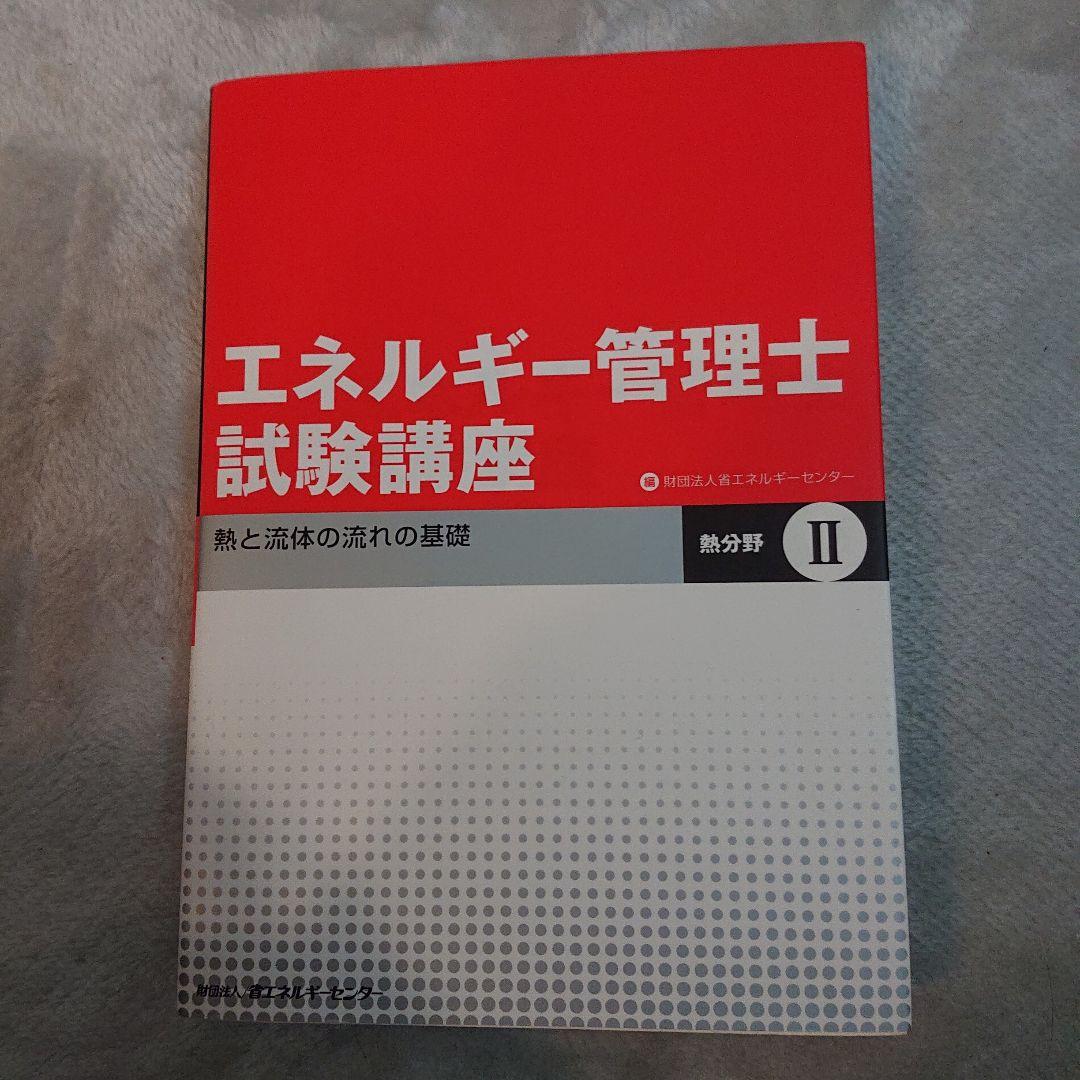 エネルギー管理士
試験講座
編 財団法人省エネルギーセンター
熱と流体の流れの基礎
熱分野 II
財団法人 省エネルギーセンター